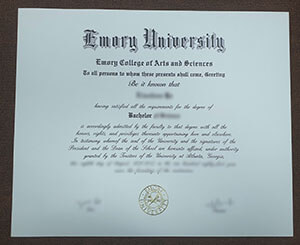 Emory University
Emory College of Arts and Sciences
To all persons to whom these presents shall come, Greeting
Be it known that
having satisfied all the requirements for the degree of
Bachelor
is accordingly admitted by the faculty to that degree with all the
honors, rights, and privileges thereunto appertaining here and elsewhere.
In testimony whereof the seal of the University and the signatures of the
President and the Dean of the School are hereunto affixed, under authority
granted by the Trustees of the University at Atlanta, Georgia,